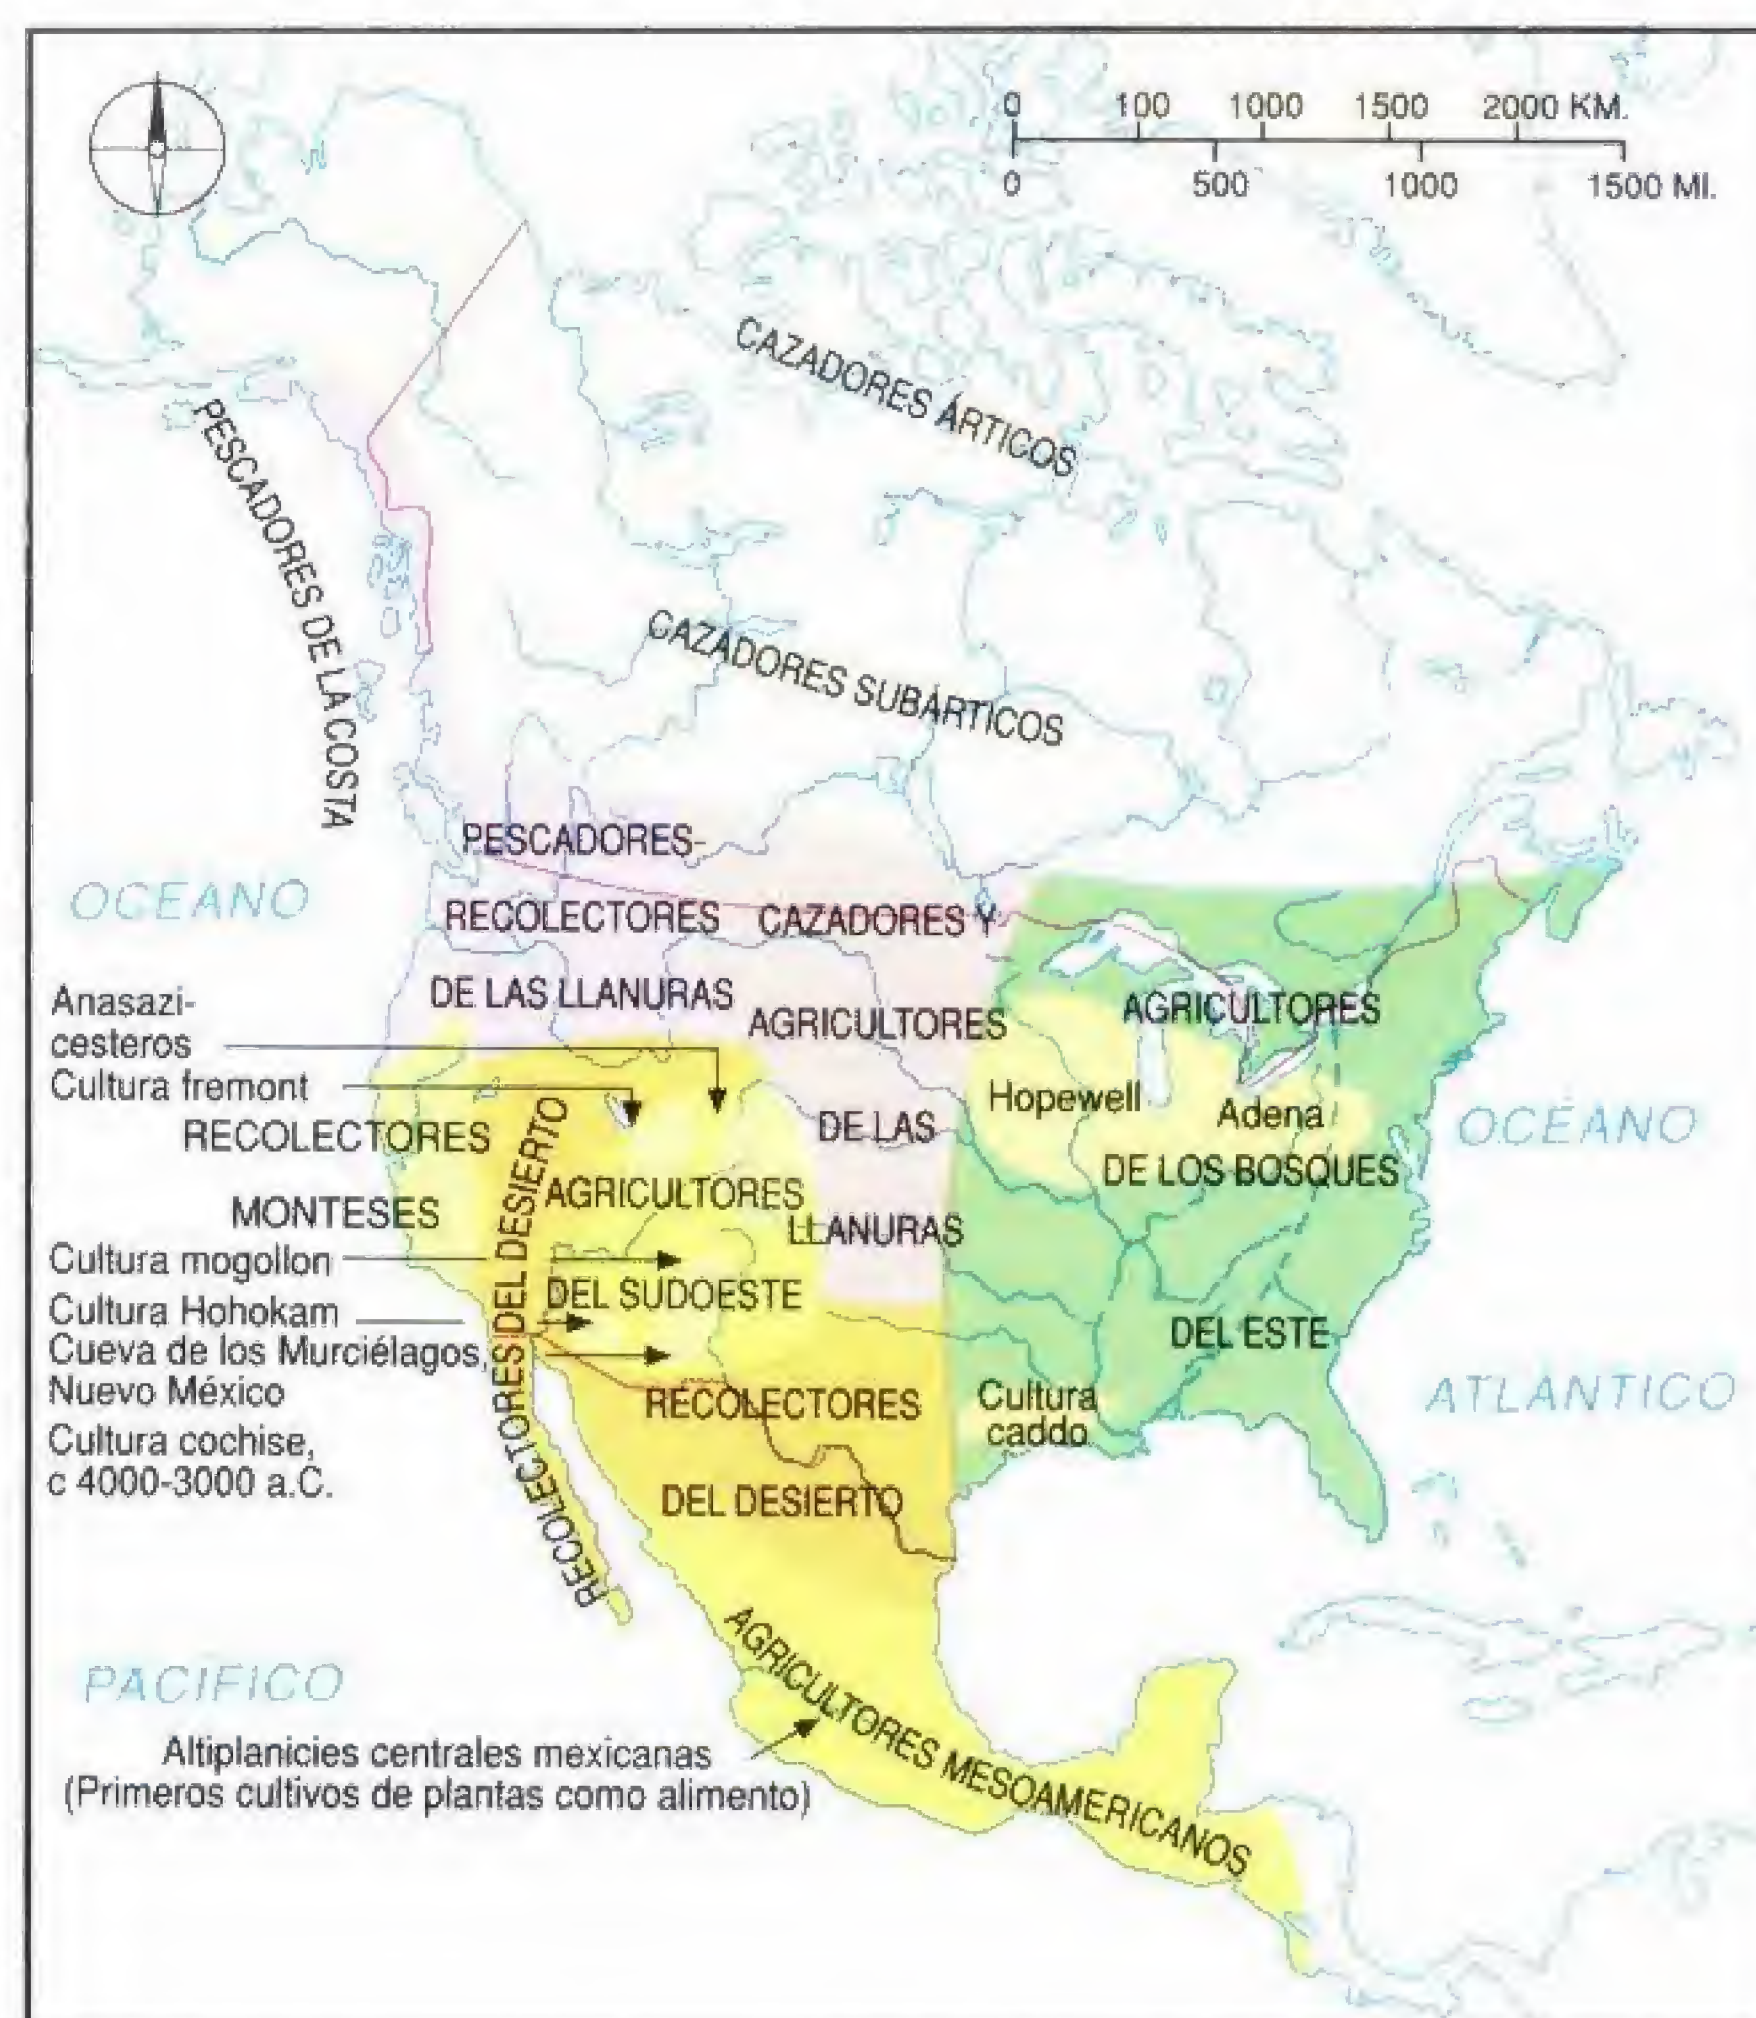 0 100 1000 1500 2000 KM.
0 500 1000 1500 MI.
CAZADORES ÁRTICOS
PESCADORES DE LA COSTA
CAZADORES SUBÁRTICOS
PESCADORES-
RECOLECTORES
DE LAS LLANURAS
CAZADORES Y
AGRICULTORES
DE LAS
LLANURAS
OCEANO
PACIFICO
Anasazi-
cesteros
Cultura fremont
RECOLECTORES
MONTESES
Cultura mogollon
Cultura Hohokam
Cueva de los Murciélagos,
Nuevo México
Cultura cochise,
c 4000-3000 a.C.
RECOLECTORES DEL DESIERTO
AGRICULTORES
DEL SUDOESTE
RECOLECTORES
DEL DESIERTO
AGRICULTORES
Hopewell
Adena
DE LOS BOSQUES
DEL ESTE
Cultura
caddo
OCÉANO
ATLANTICO
AGRICULTORES MESOAMERICANOS
Altiplanicies centrales mexicanas
(Primeros cultivos de plantas como alimento)